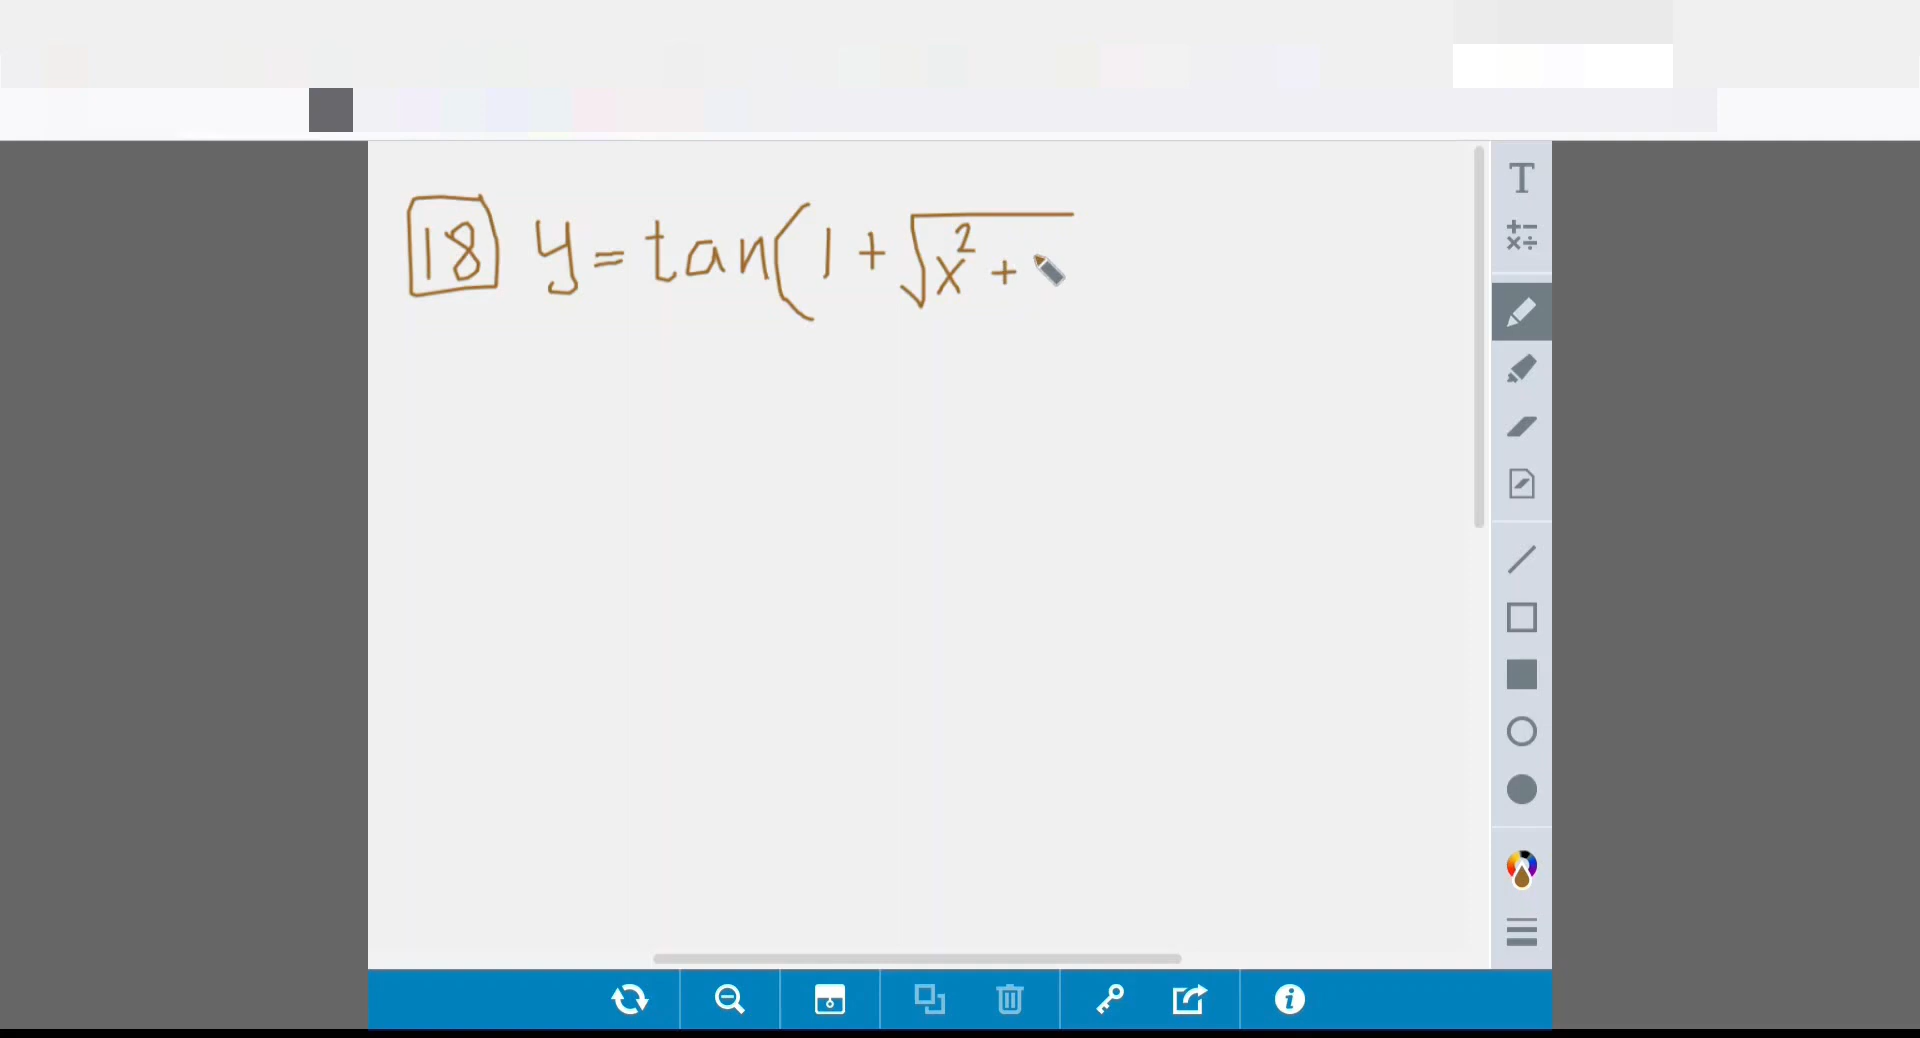 18 y = tan(1 + √x² +
T